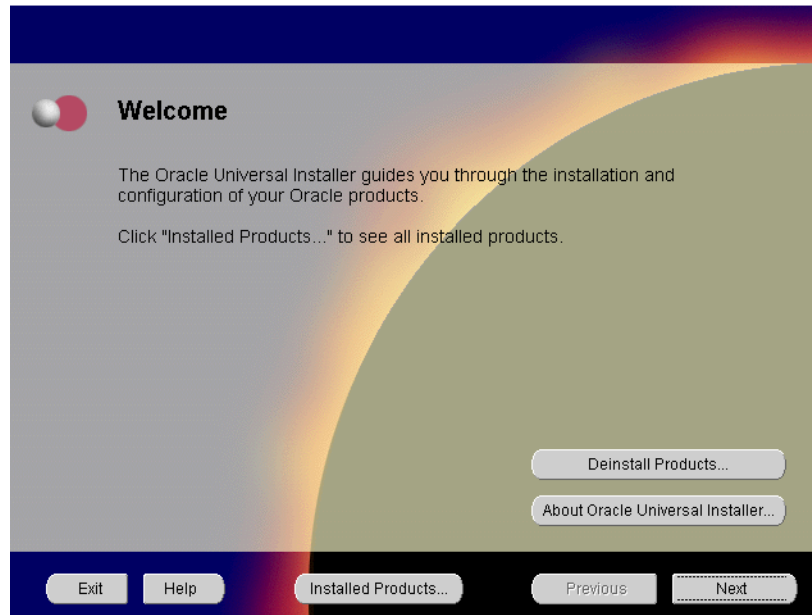 Welcome
The Oracle Universal Installer guides you through the installation and
configuration of your Oracle products.
Click "Installed Products..." to see all installed products.
Deinstall Products...
About Oracle Universal Installer...
Exit
Help
Installed Products...
Previous
Next